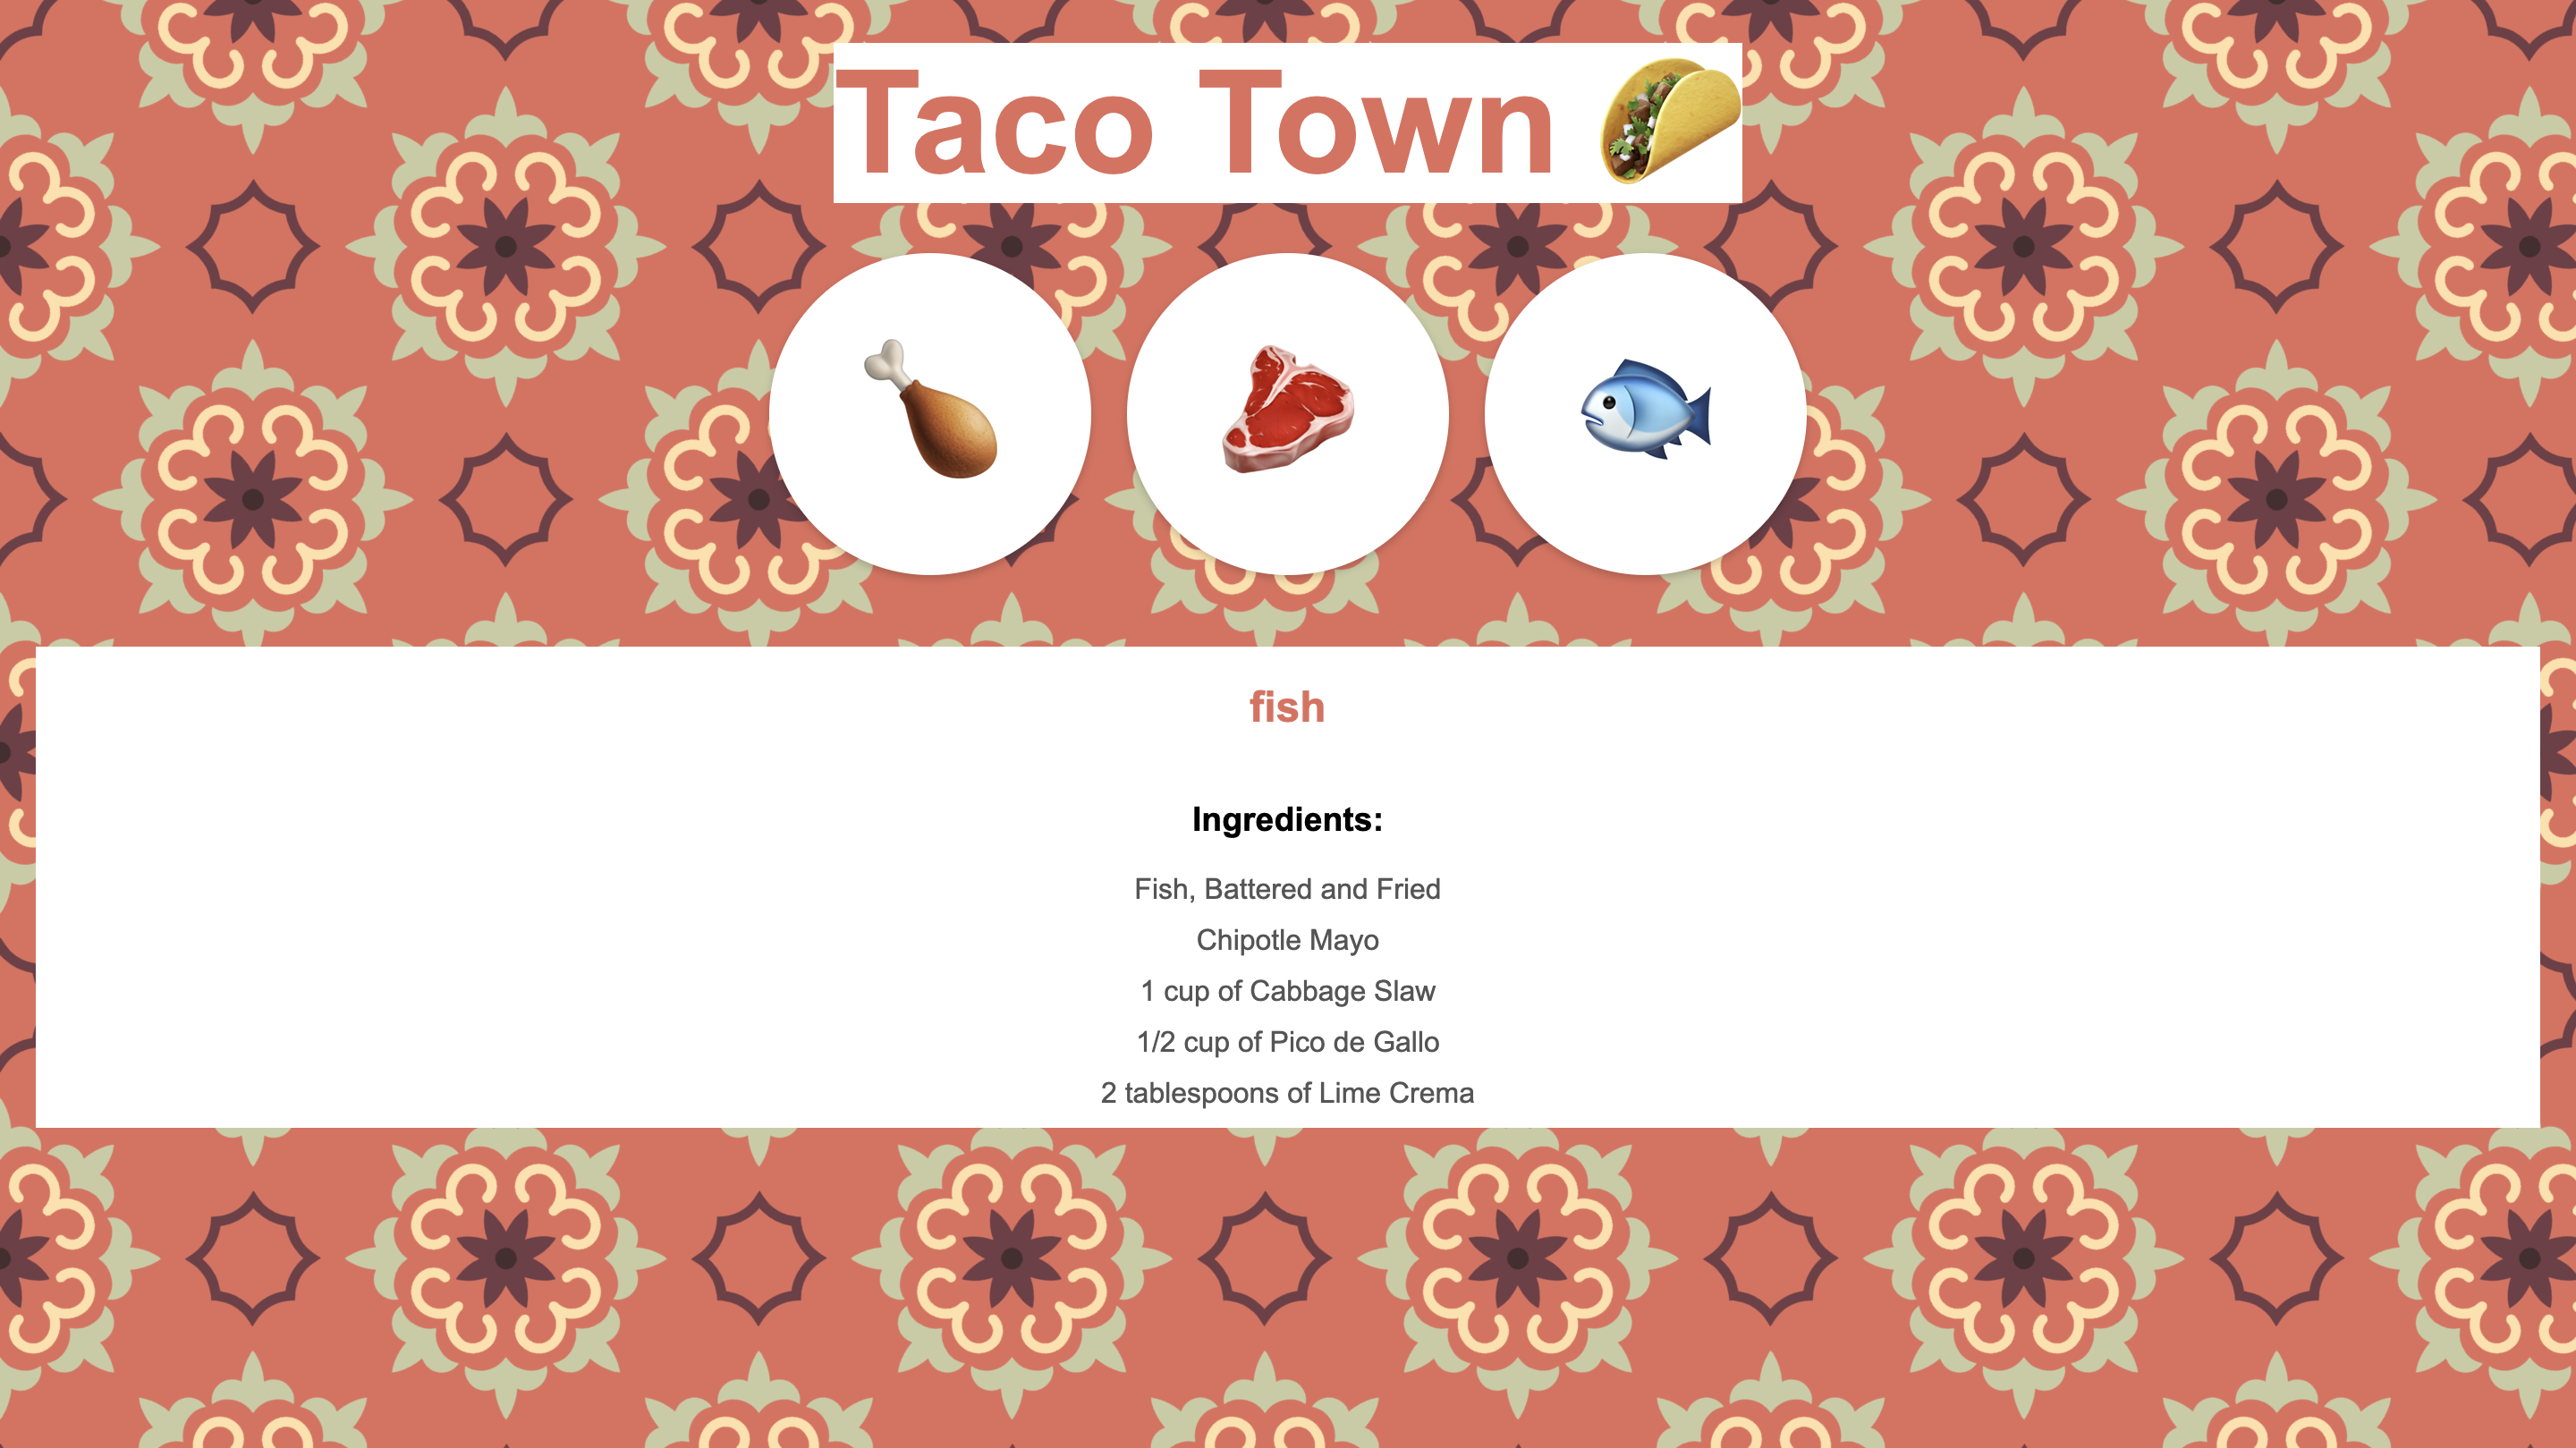 Taco Town 🌮
fish
Ingredients:
Fish, Battered and Fried
Chipotle Mayo
1 cup of Cabbage Slaw
1/2 cup of Pico de Gallo
2 tablespoons of Lime Crema